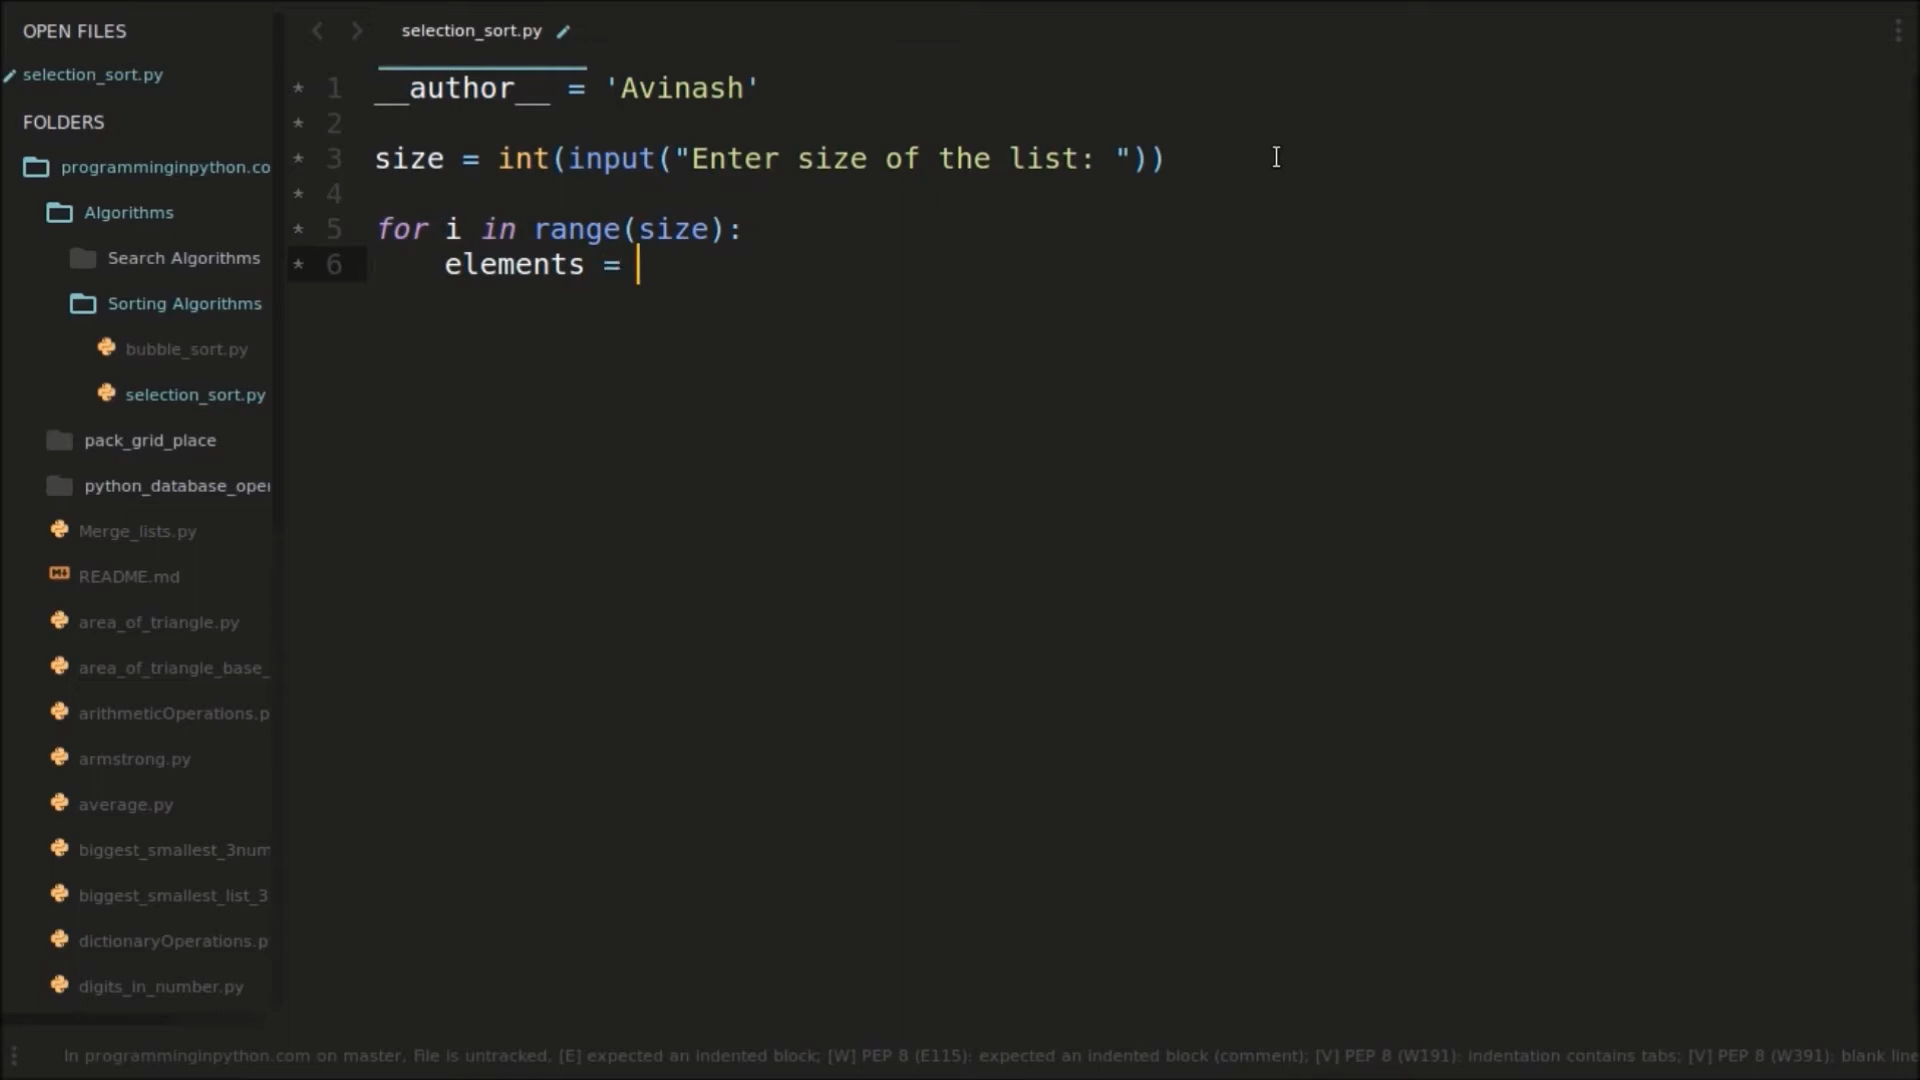 OPEN FILES
selection_sort.py
FOLDERS
programminginpython.co
Algorithms
Search Algorithms
Sorting Algorithms
bubble_sort.py
selection_sort.py
pack_grid_place
python_database_oper
Merge_lists.py
README.md
area_of_triangle.py
area_of_triangle_base_
arithmeticOperations.p
armstrong.py
average.py
biggest_smallest_3num
biggest_smallest_list_3
dictionaryOperations.p
digits_in_number.py
selection_sort.py
* 1 __author__ = 'Avinash'
* 2
* 3 size = int(input("Enter size of the list: "))
* 4
* 5 for i in range(size):
* 6 elements =
In programminginpython.com on master, File is untracked, [E] expected an indented block; [W] PEP 8 (E115): expected an indented block (comment); [V] PEP 8 (W191): indentation contains tabs; [V] PEP 8 (W391): blank line